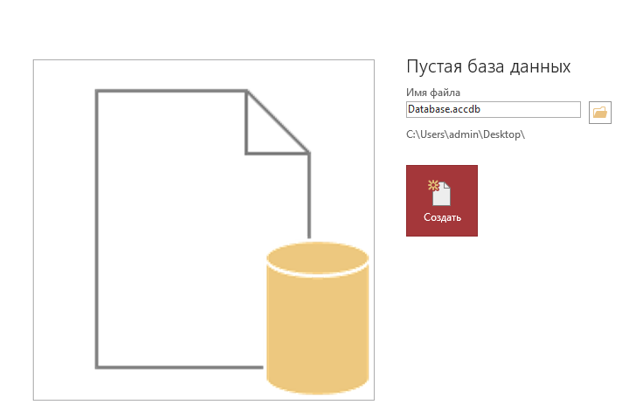 Пустая база данных
Имя файла
Database.accdb
C:\Users\admin\Desktop\
Создать